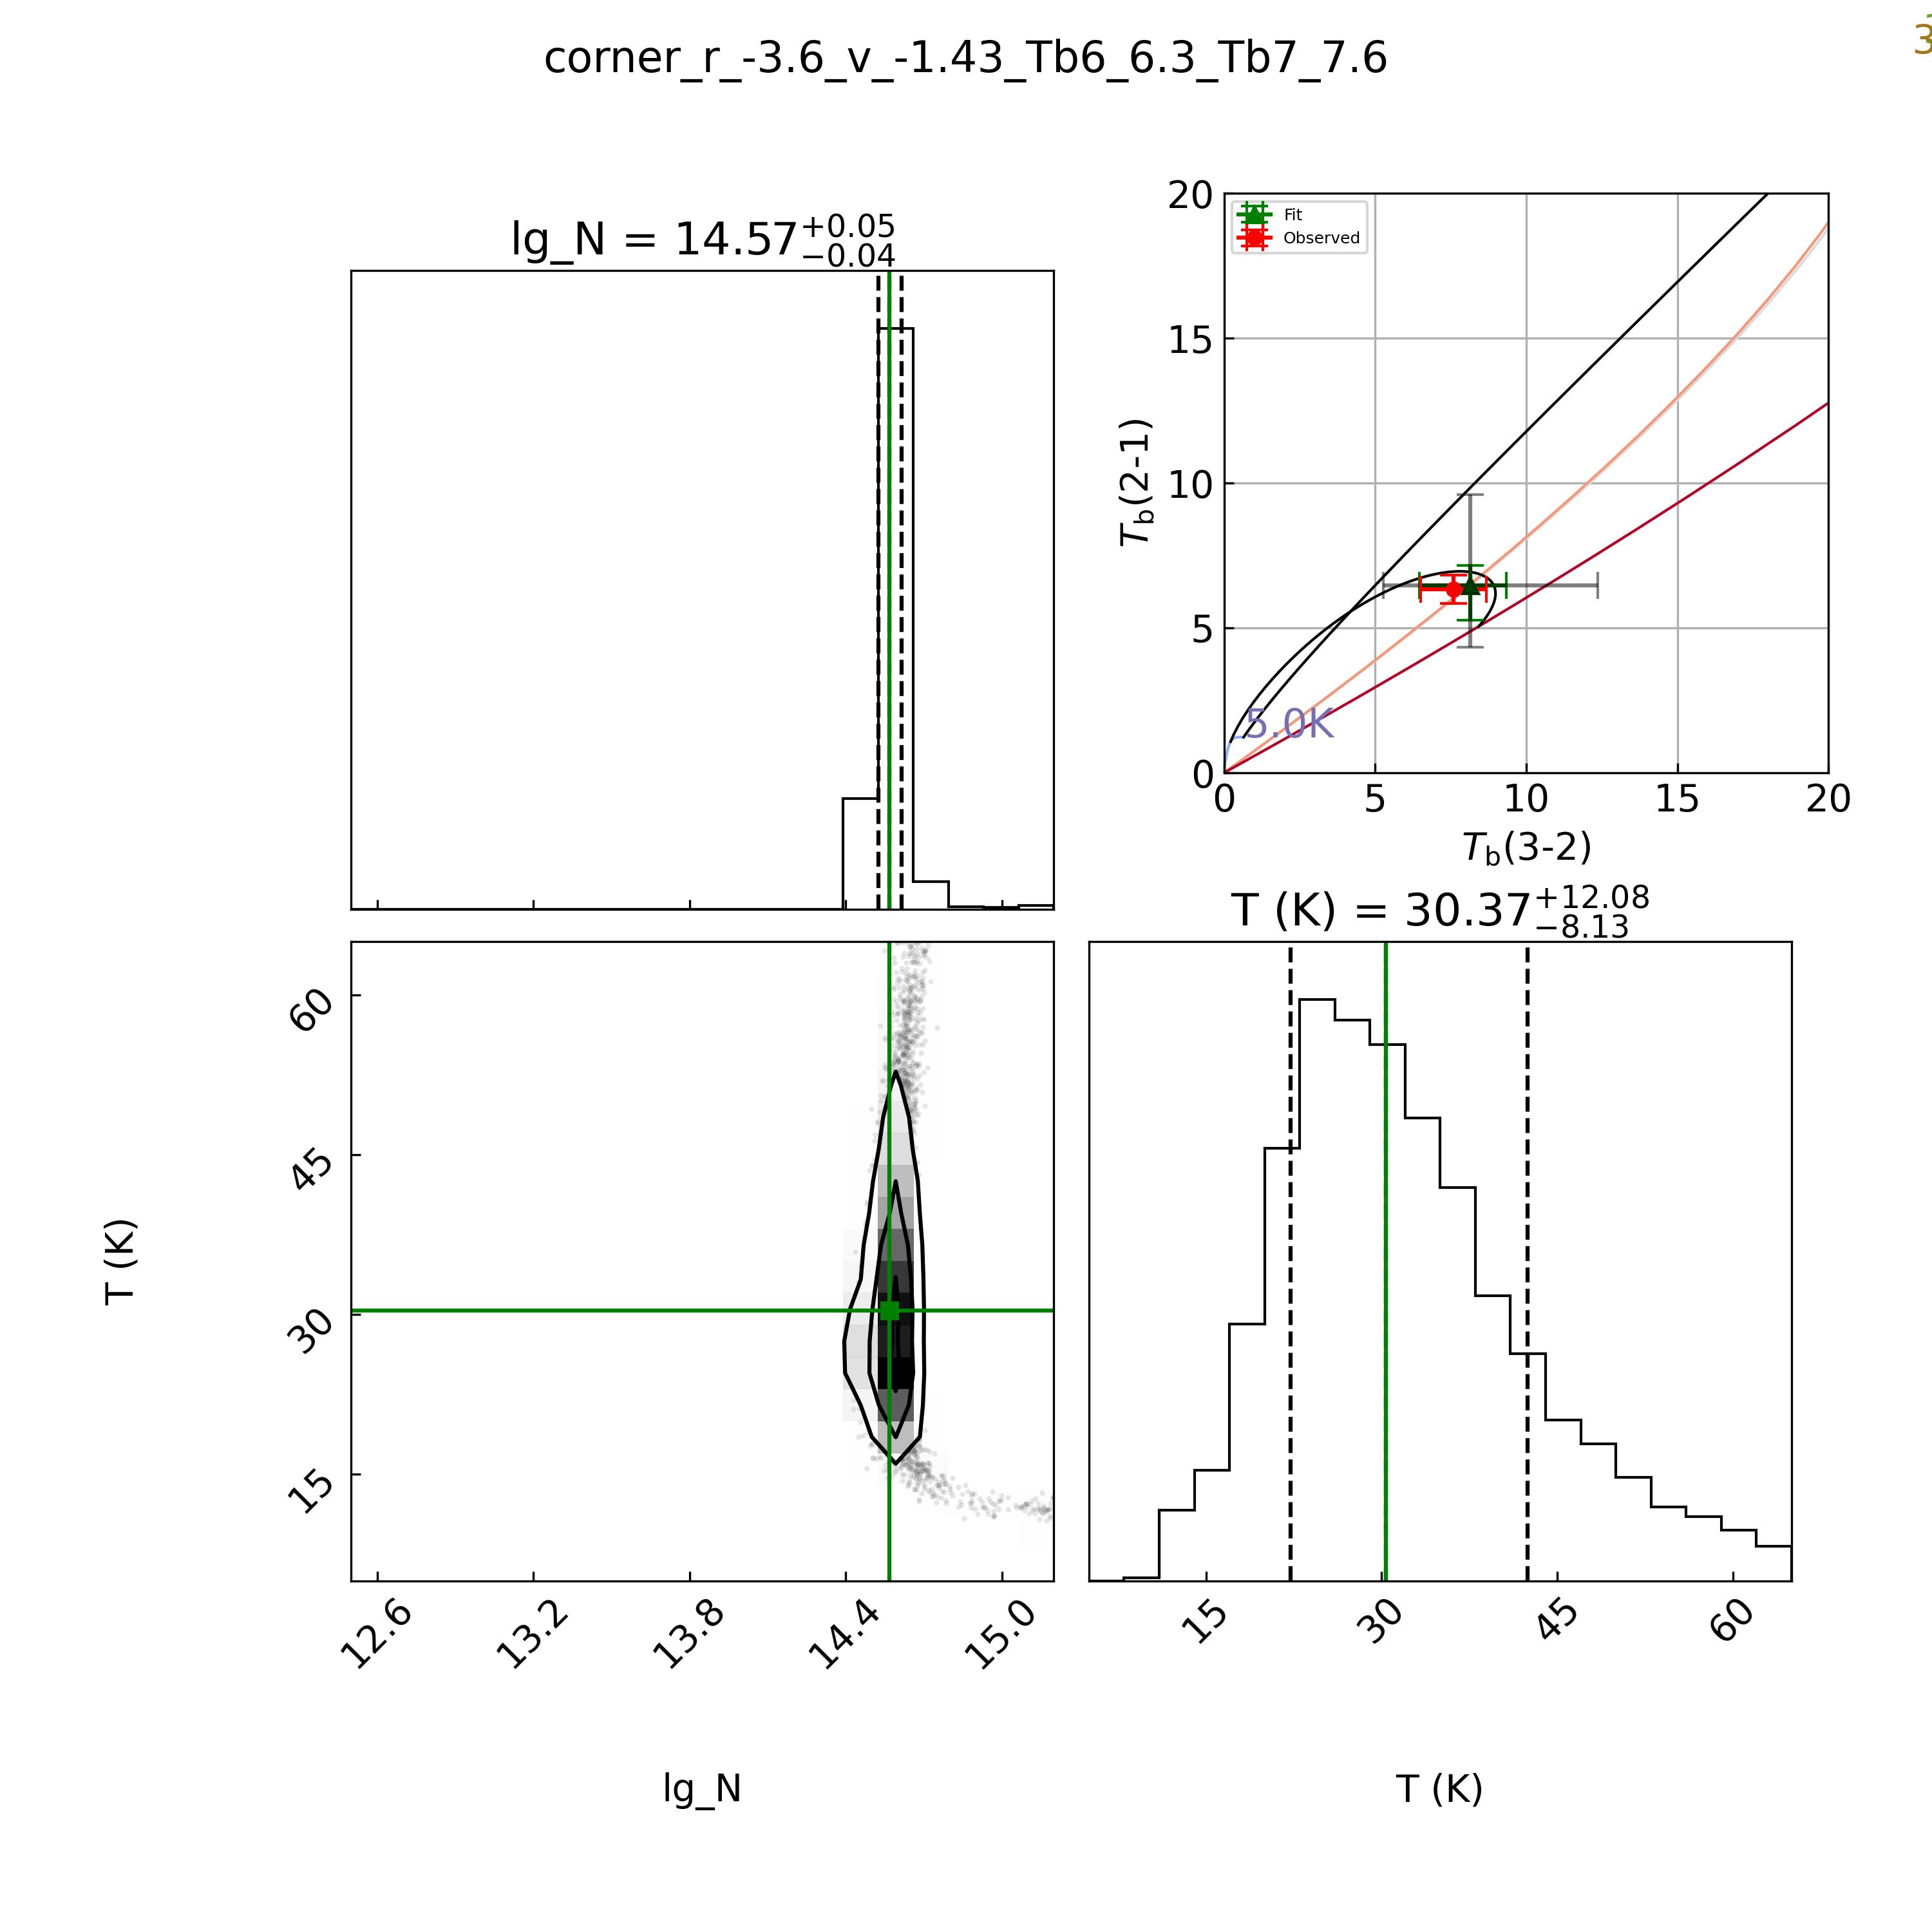 corner_r_-3.6_v_-1.43_Tb6_6.3_Tb7_7.6
3
lg_N = 14.57+0.05 −0.04
20
15
10
5
0
Tb(2-1)
Fit
Observed
5.0K
0 5 10 15 20
Tb(3-2)
T (K) = 30.37+12.08 −8.13
60
45
30
15
T (K)
12.6 13.2 13.8 14.4 15.0
15 30 45 60
lg_N
T (K)